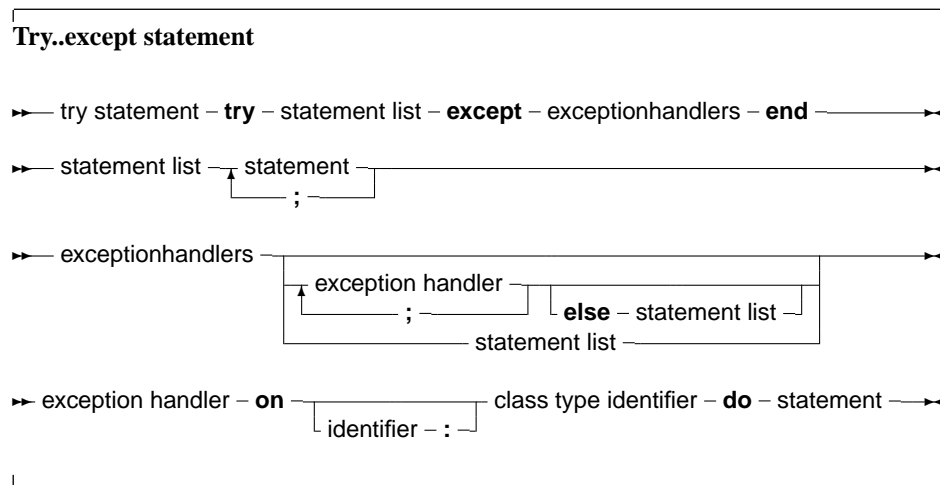 Try..except statement
try statement – try – statement list – except – exceptionhandlers – end
statement list – statement
;
exceptionhandlers
exception handler
; else – statement list
statement list
exception handler – on – class type identifier – do – statement
identifier – :